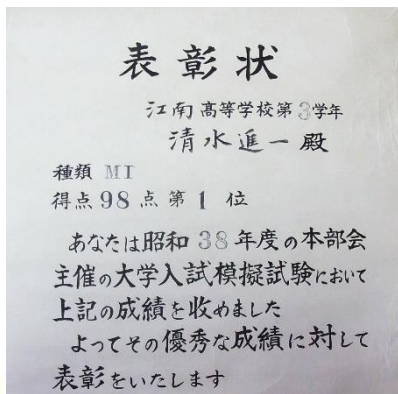 表彰状
江南高等学校第3学年
清水進一殿
種類 MI
得点98点第1位
あなたは昭和38年度の本部会
主催の大学入試模擬試験において
上記の成績を収めました
よってその優秀な成績に対して
表彰をいたします